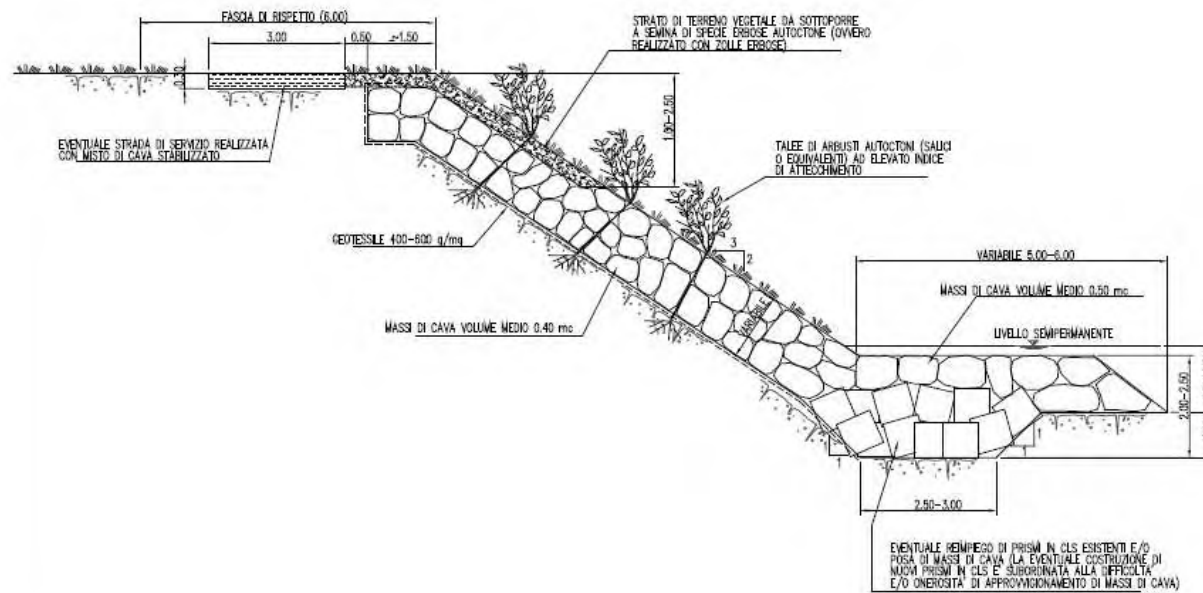 FASCIA DI RISPETTO (6.00)
3.00
0.50
≥1.50
0.30
STRATO DI TERRENO VEGETALE DA SOTTOPORRE
A SEMINA DI SPECIE ERBOSE AUTOCTONE (OVVERO
REALIZZATO CON ZOLLE ERBOSE)
1.00-2.50
EVENTUALE STRADA DI SERVIZIO REALIZZATA
CON MISTO DI CAVA STABILIZZATO
TALEE DI ARBUSTI AUTOCTONI (SALICI
O EQUIVALENTI) AD ELEVATO INDICE
DI ATTECCHIMENTO
GEOTESSILE 400-600 g/mq
3
2
VARIABILE 5.00-6.00
MASSI DI CAVA VOLUME MEDIO 0.50 mc
MASSI DI CAVA VOLUME MEDIO 0.40 mc
VARIABILE
LIVELLO SEMIPERMANENTE
2.00-2.50
1
1
1
2.50-3.00
EVENTUALE REIMPIEGO DI PRISMI IN CLS ESISTENTI E/O
POSA DI MASSI DI CAVA (LA EVENTUALE COSTRUZIONE DI
NUOVI PRISMI IN CLS E' SUBORDINATA ALLA DIFFICOLTA'
E/O ONEROSITA' DI APPROVVIGIONAMENTO DI MASSI DI CAVA)